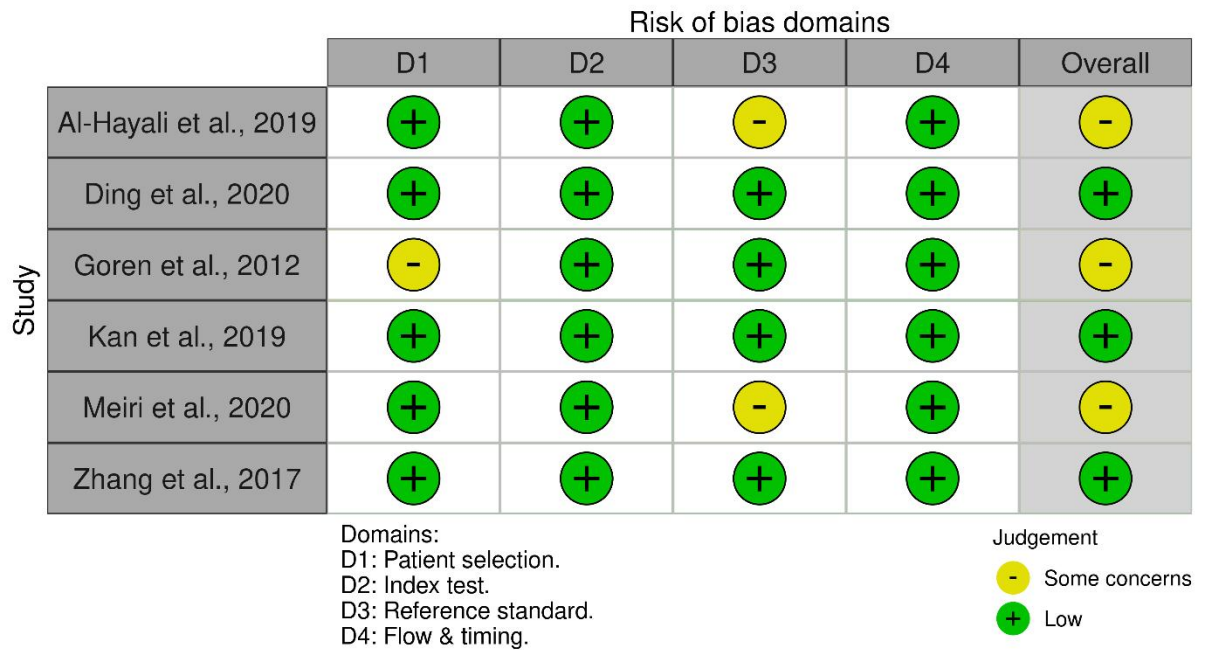 Risk of bias domains
D1 D2 D3 D4 Overall
Study
Al-Hayali et al., 2019 + + - + -
Ding et al., 2020 + + + + +
Goren et al., 2012 - + + + -
Kan et al., 2019 + + + + +
Meiri et al., 2020 + + - + -
Zhang et al., 2017 + + + + +
Domains:
D1: Patient selection.
D2: Index test.
D3: Reference standard.
D4: Flow & timing.
Judgement
- Some concerns
+ Low